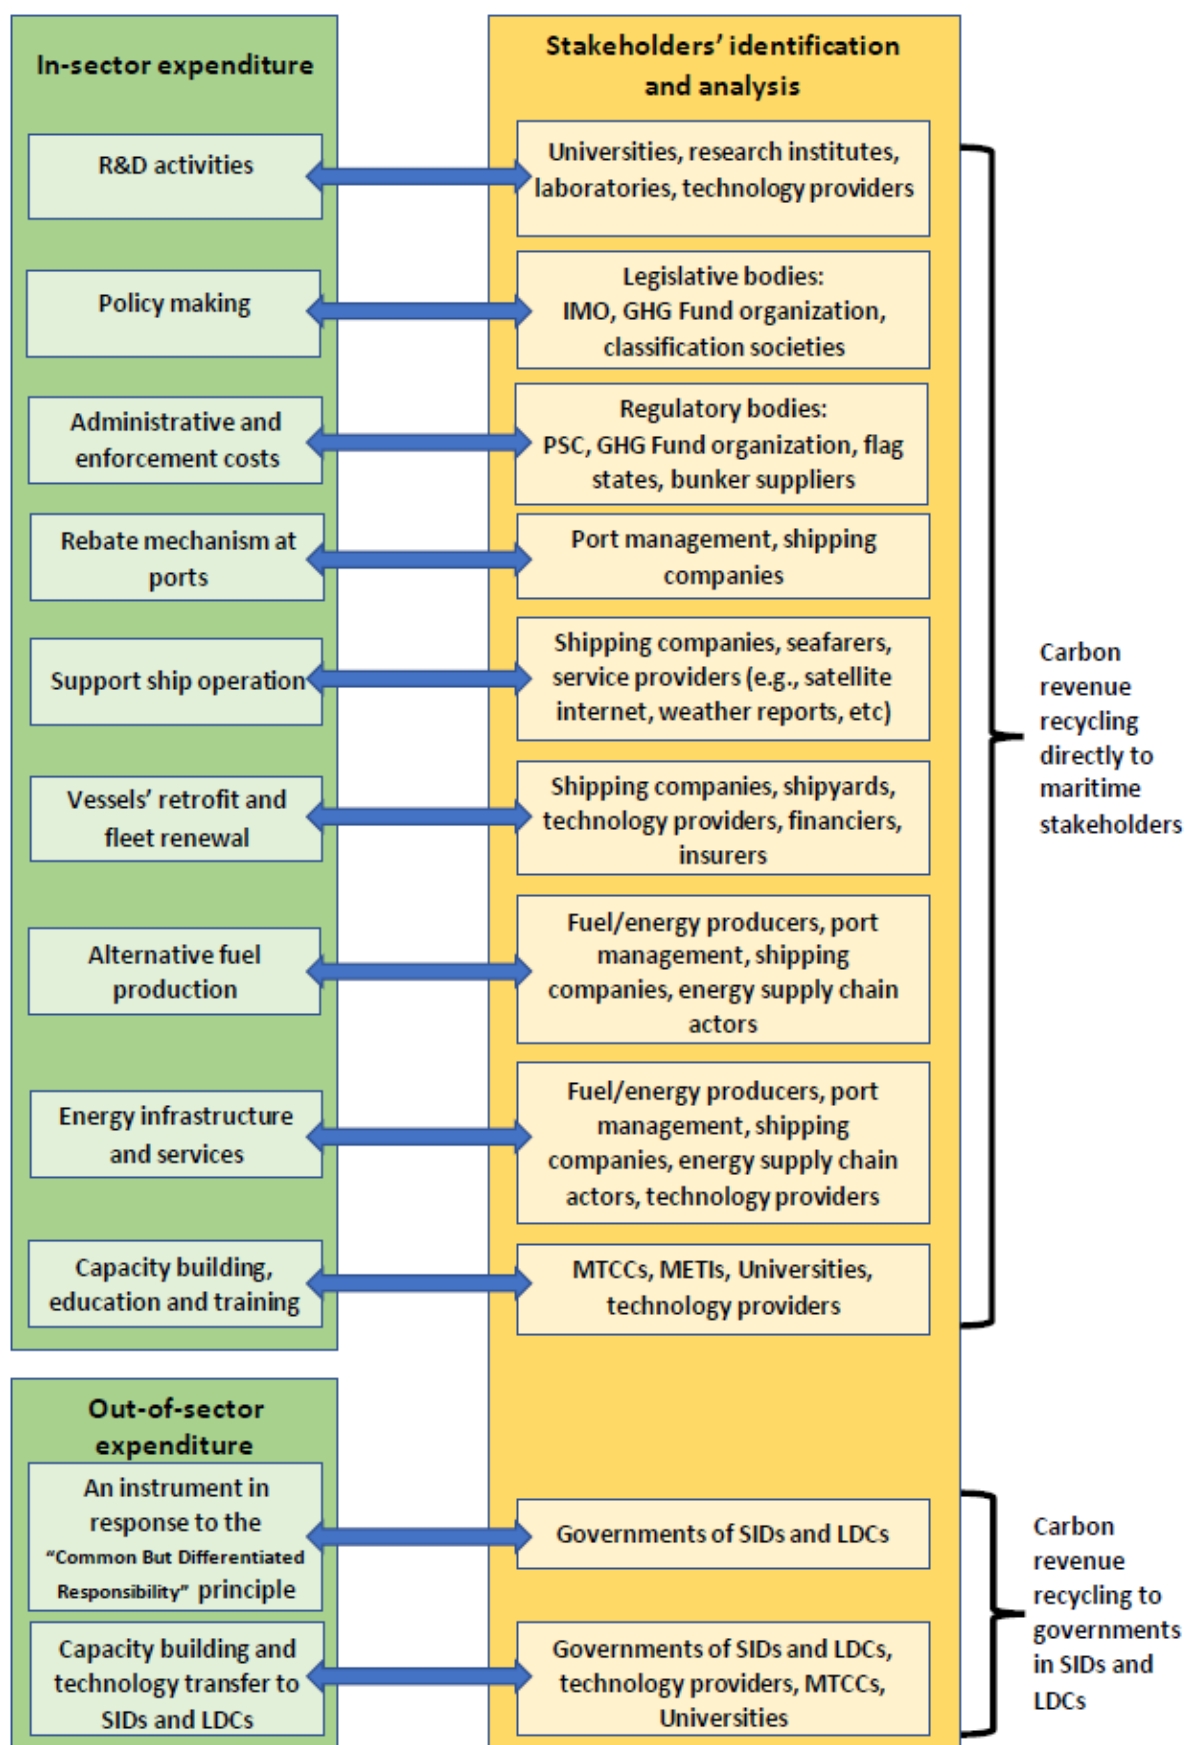 In-sector expenditure
Stakeholders' identification
and analysis
R&D activities
Universities, research institutes,
laboratories, technology providers
Policy making
Legislative bodies:
IMO, GHG Fund organization,
classification societies
Administrative and
enforcement costs
Regulatory bodies:
PSC, GHG Fund organization, flag
states, bunker suppliers
Rebate mechanism at
ports
Port management, shipping
companies
Support ship operation
Shipping companies, seafarers,
service providers (e.g., satellite
internet, weather reports, etc)
Vessels' retrofit and
fleet renewal
Shipping companies, shipyards,
technology providers, financiers,
insurers
Alternative fuel
production
Fuel/energy producers, port
management, shipping
companies, energy supply chain
actors
Energy infrastructure
and services
Fuel/energy producers, port
management, shipping
companies, energy supply chain
actors, technology providers
Capacity building,
education and training
MTCCs, METIs, Universities,
technology providers
Carbon
revenue
recycling
directly to
maritime
stakeholders
Out-of-sector
expenditure
An instrument in
response to the
"Common But Differentiated
Responsibility" principle
Governments of SIDs and LDCs
Capacity building and
technology transfer to
SIDs and LDCs
Governments of SIDs and LDCs,
technology providers, MTCCs,
Universities
Carbon
revenue
recycling to
governments
in SIDs and
LDCs